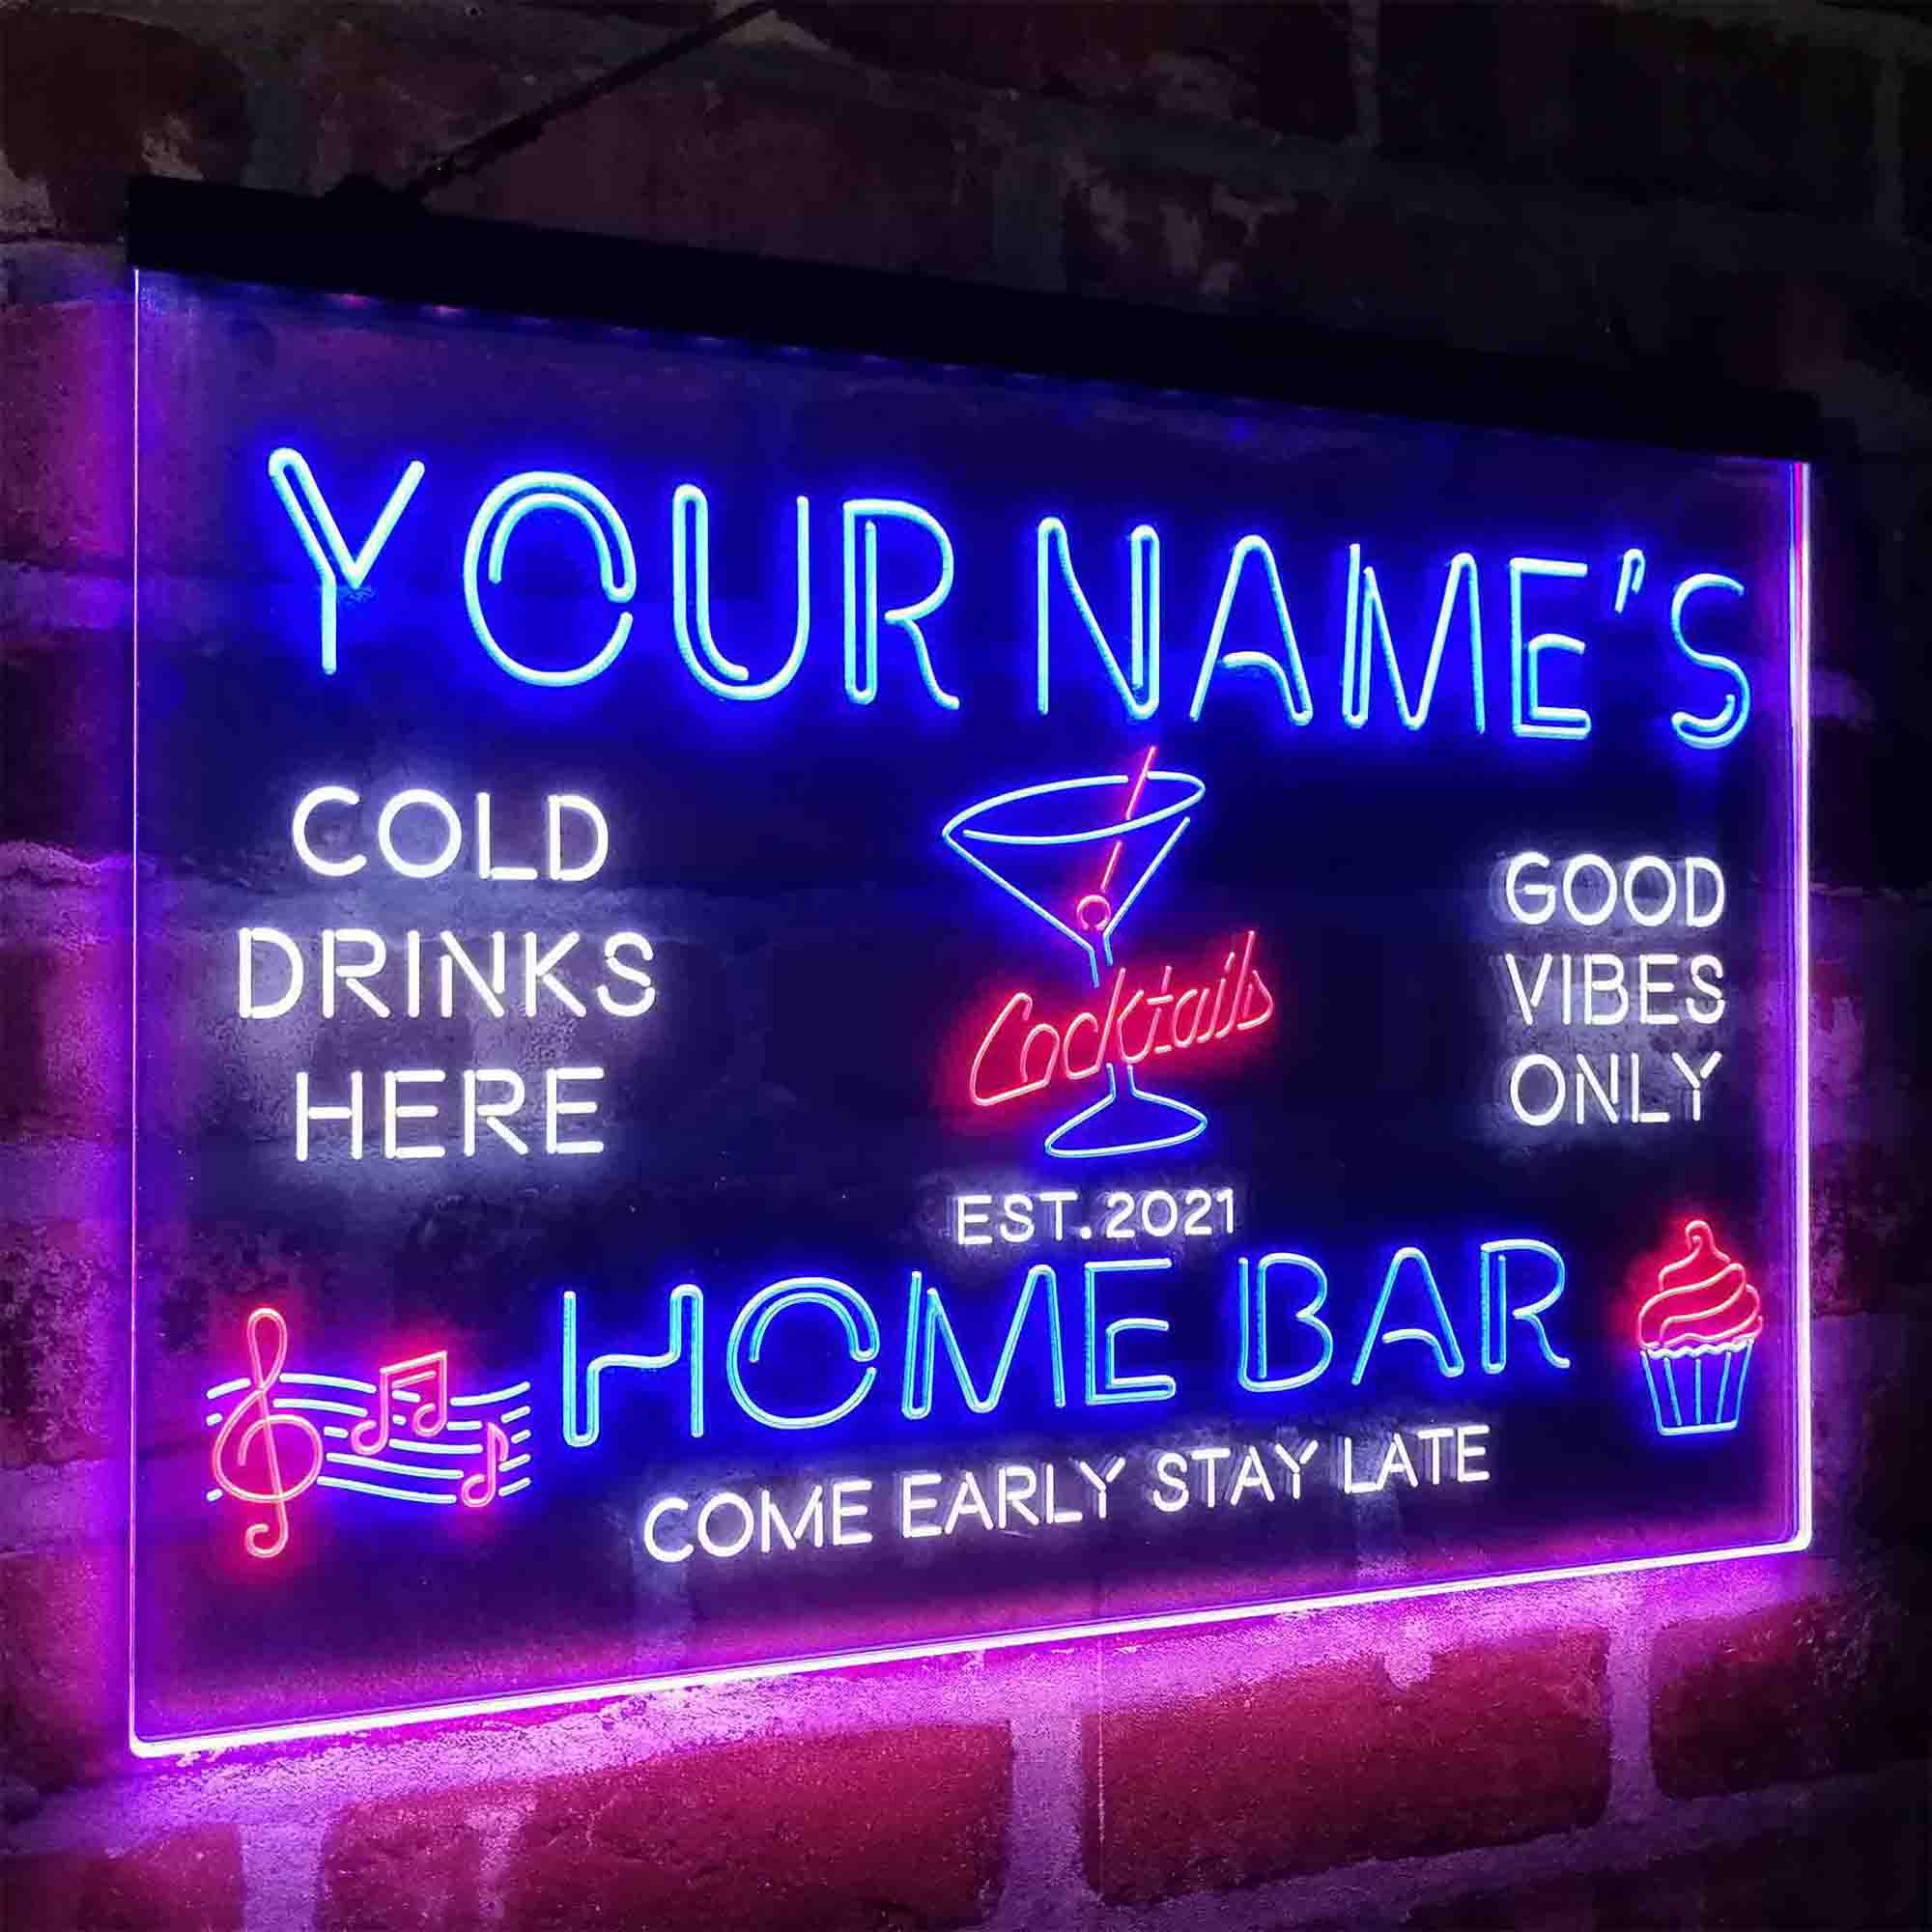 YOUR NAME'S
COLD
DRINKS
HERE
Cocktails
GOOD
VIBES
ONLY
EST.2021
HOME BAR
COME EARLY STAY LATE